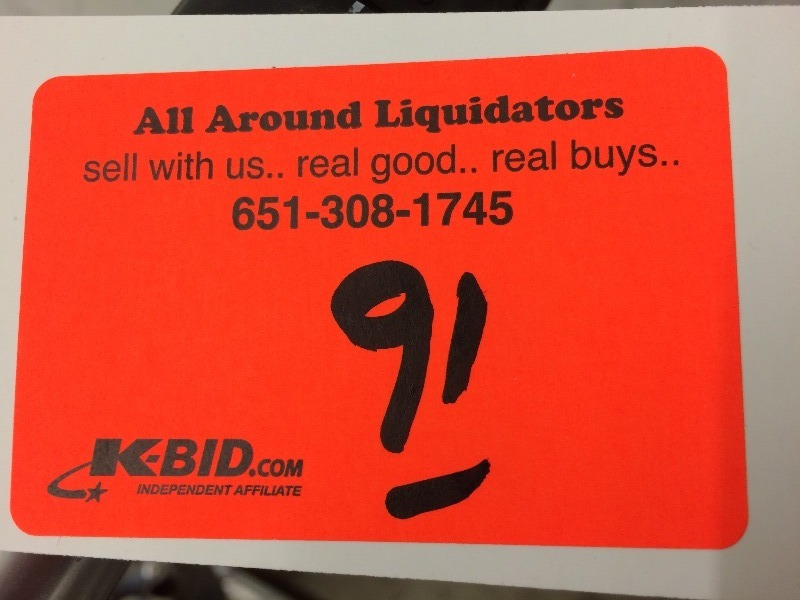 All Around Liquidators
sell with us.. real good.. real buys..
651-308-1745
91
K-BID.COM
INDEPENDENT AFFILIATE